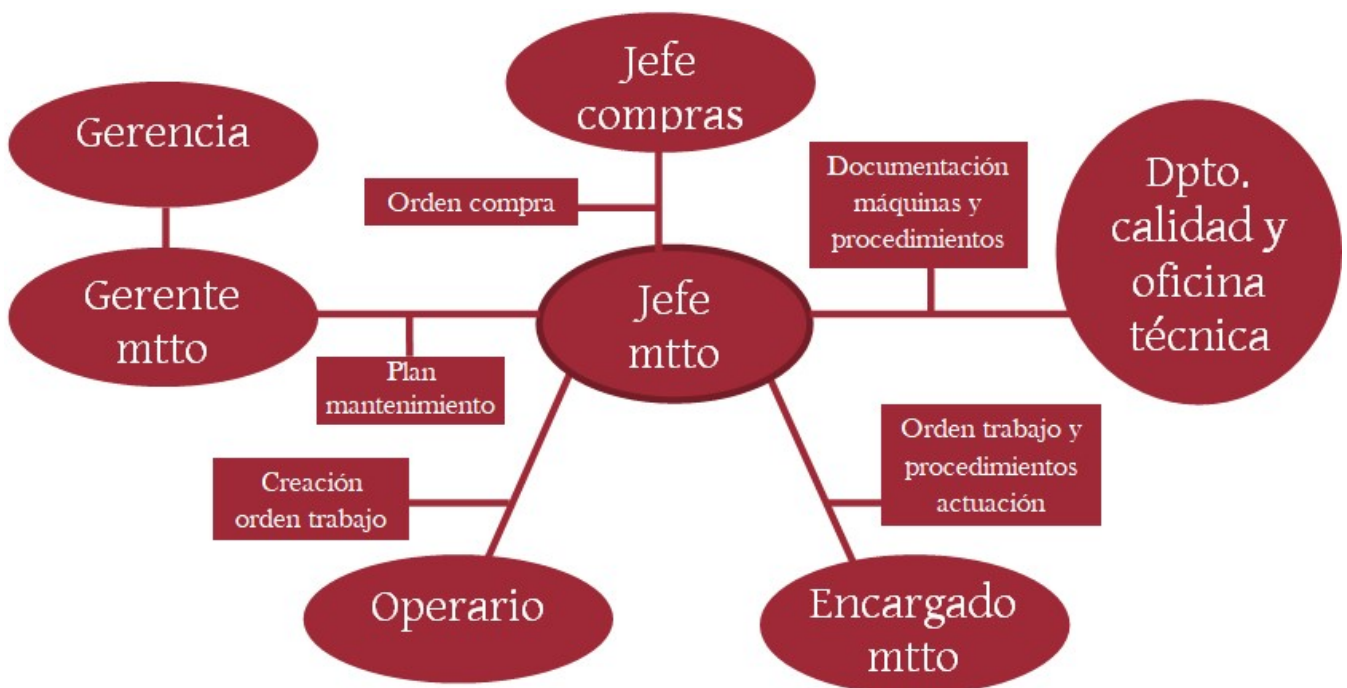 Jefe
compras
Gerencia
Orden compra
Documentación
máquinas y
procedimientos
Dpto.
calidad y
oficina
técnica
Gerente
mtto
Jefe
mtto
Plan
mantenimiento
Creación
orden trabajo
Orden trabajo y
procedimientos
actuación
Operario
Encargado
mtto